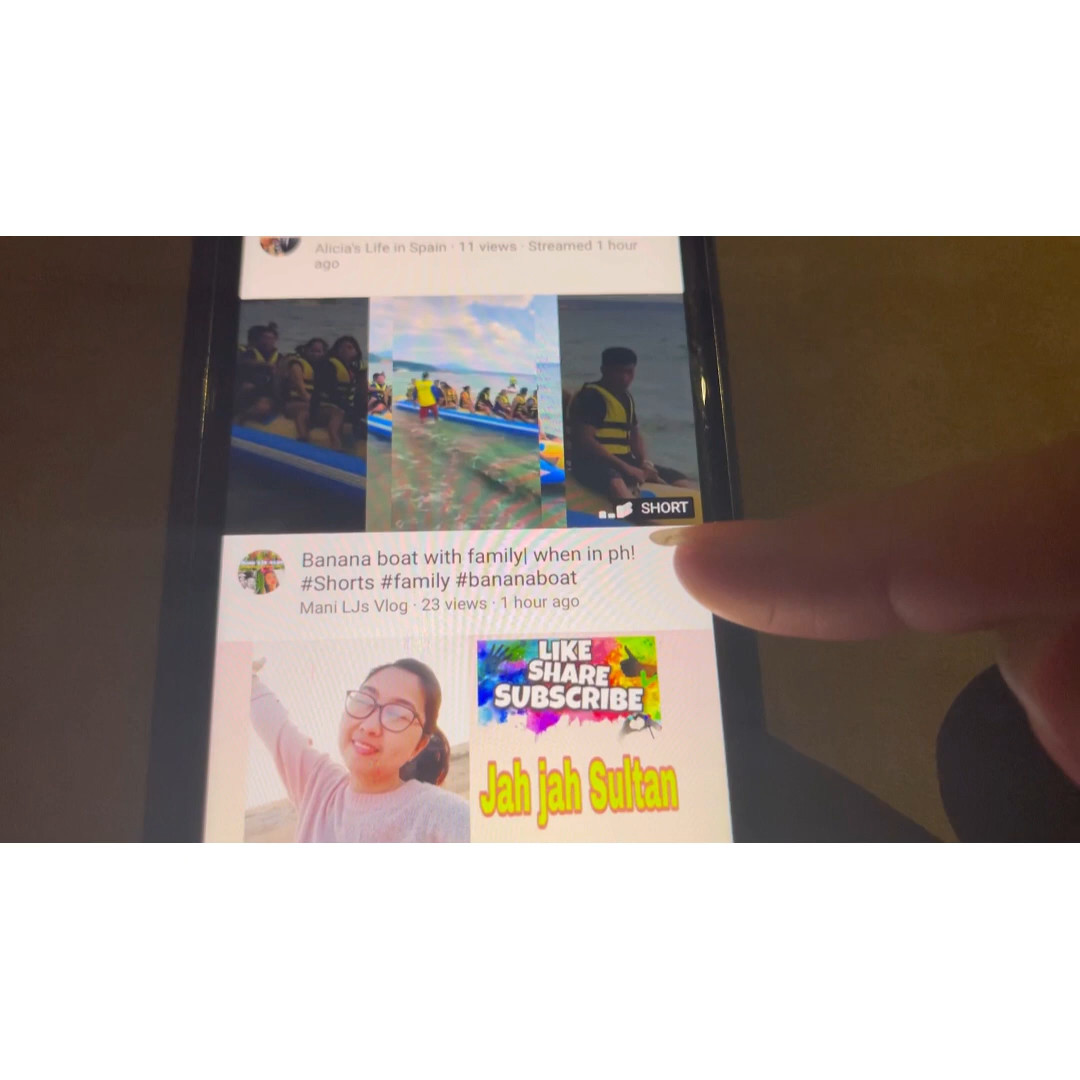 Alicia's Life in Spain · 11 views · Streamed 1 hour
ago
SHORT
Banana boat with family| when in ph!
#Shorts #family #bananaboat
Mani LJs Vlog · 23 views · 1 hour ago
LIKE
SHARE
SUBSCRIBE
Jah jah Sultan